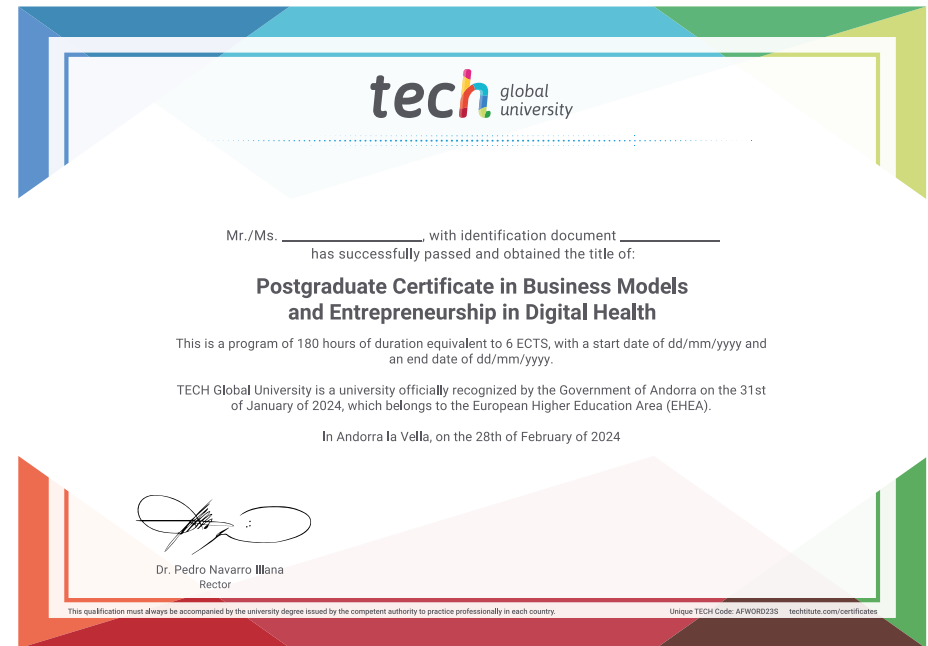 tech global
university
Mr./Ms. ____________________, with identification document ______________
has successfully passed and obtained the title of:
Postgraduate Certificate in Business Models
and Entrepreneurship in Digital Health
This is a program of 180 hours of duration equivalent to 6 ECTS, with a start date of dd/mm/yyyy and
an end date of dd/mm/yyyy.
TECH Global University is a university officially recognized by the Government of Andorra on the 31st
of January of 2024, which belongs to the European Higher Education Area (EHEA).
In Andorra la Vella, on the 28th of February of 2024
Dr. Pedro Navarro Illana
Rector
This qualification must always be accompanied by the university degree issued by the competent authority to practice professionally in each country.
Unique TECH Code: AFWORD23S techtitute.com/certificates